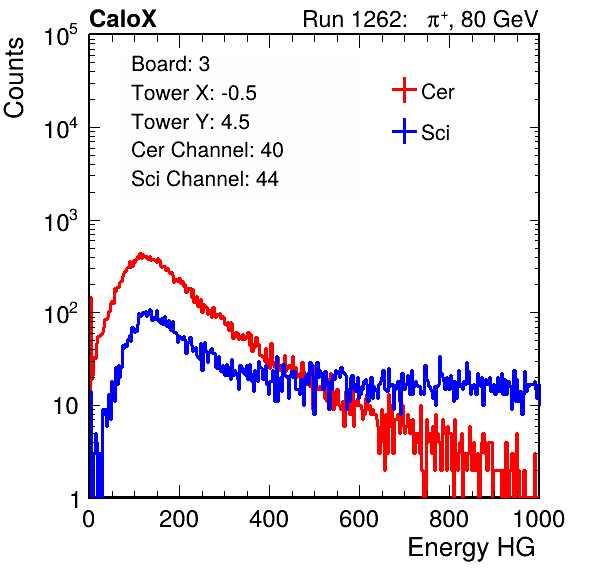 CaloX Run 1262: π⁺, 80 GeV
Counts
10⁵
10⁴
10³
10²
10
1
Board: 3
Tower X: -0.5
Tower Y: 4.5
Cer Channel: 40
Sci Channel: 44
Cer
Sci
0 200 400 600 800 1000
Energy HG